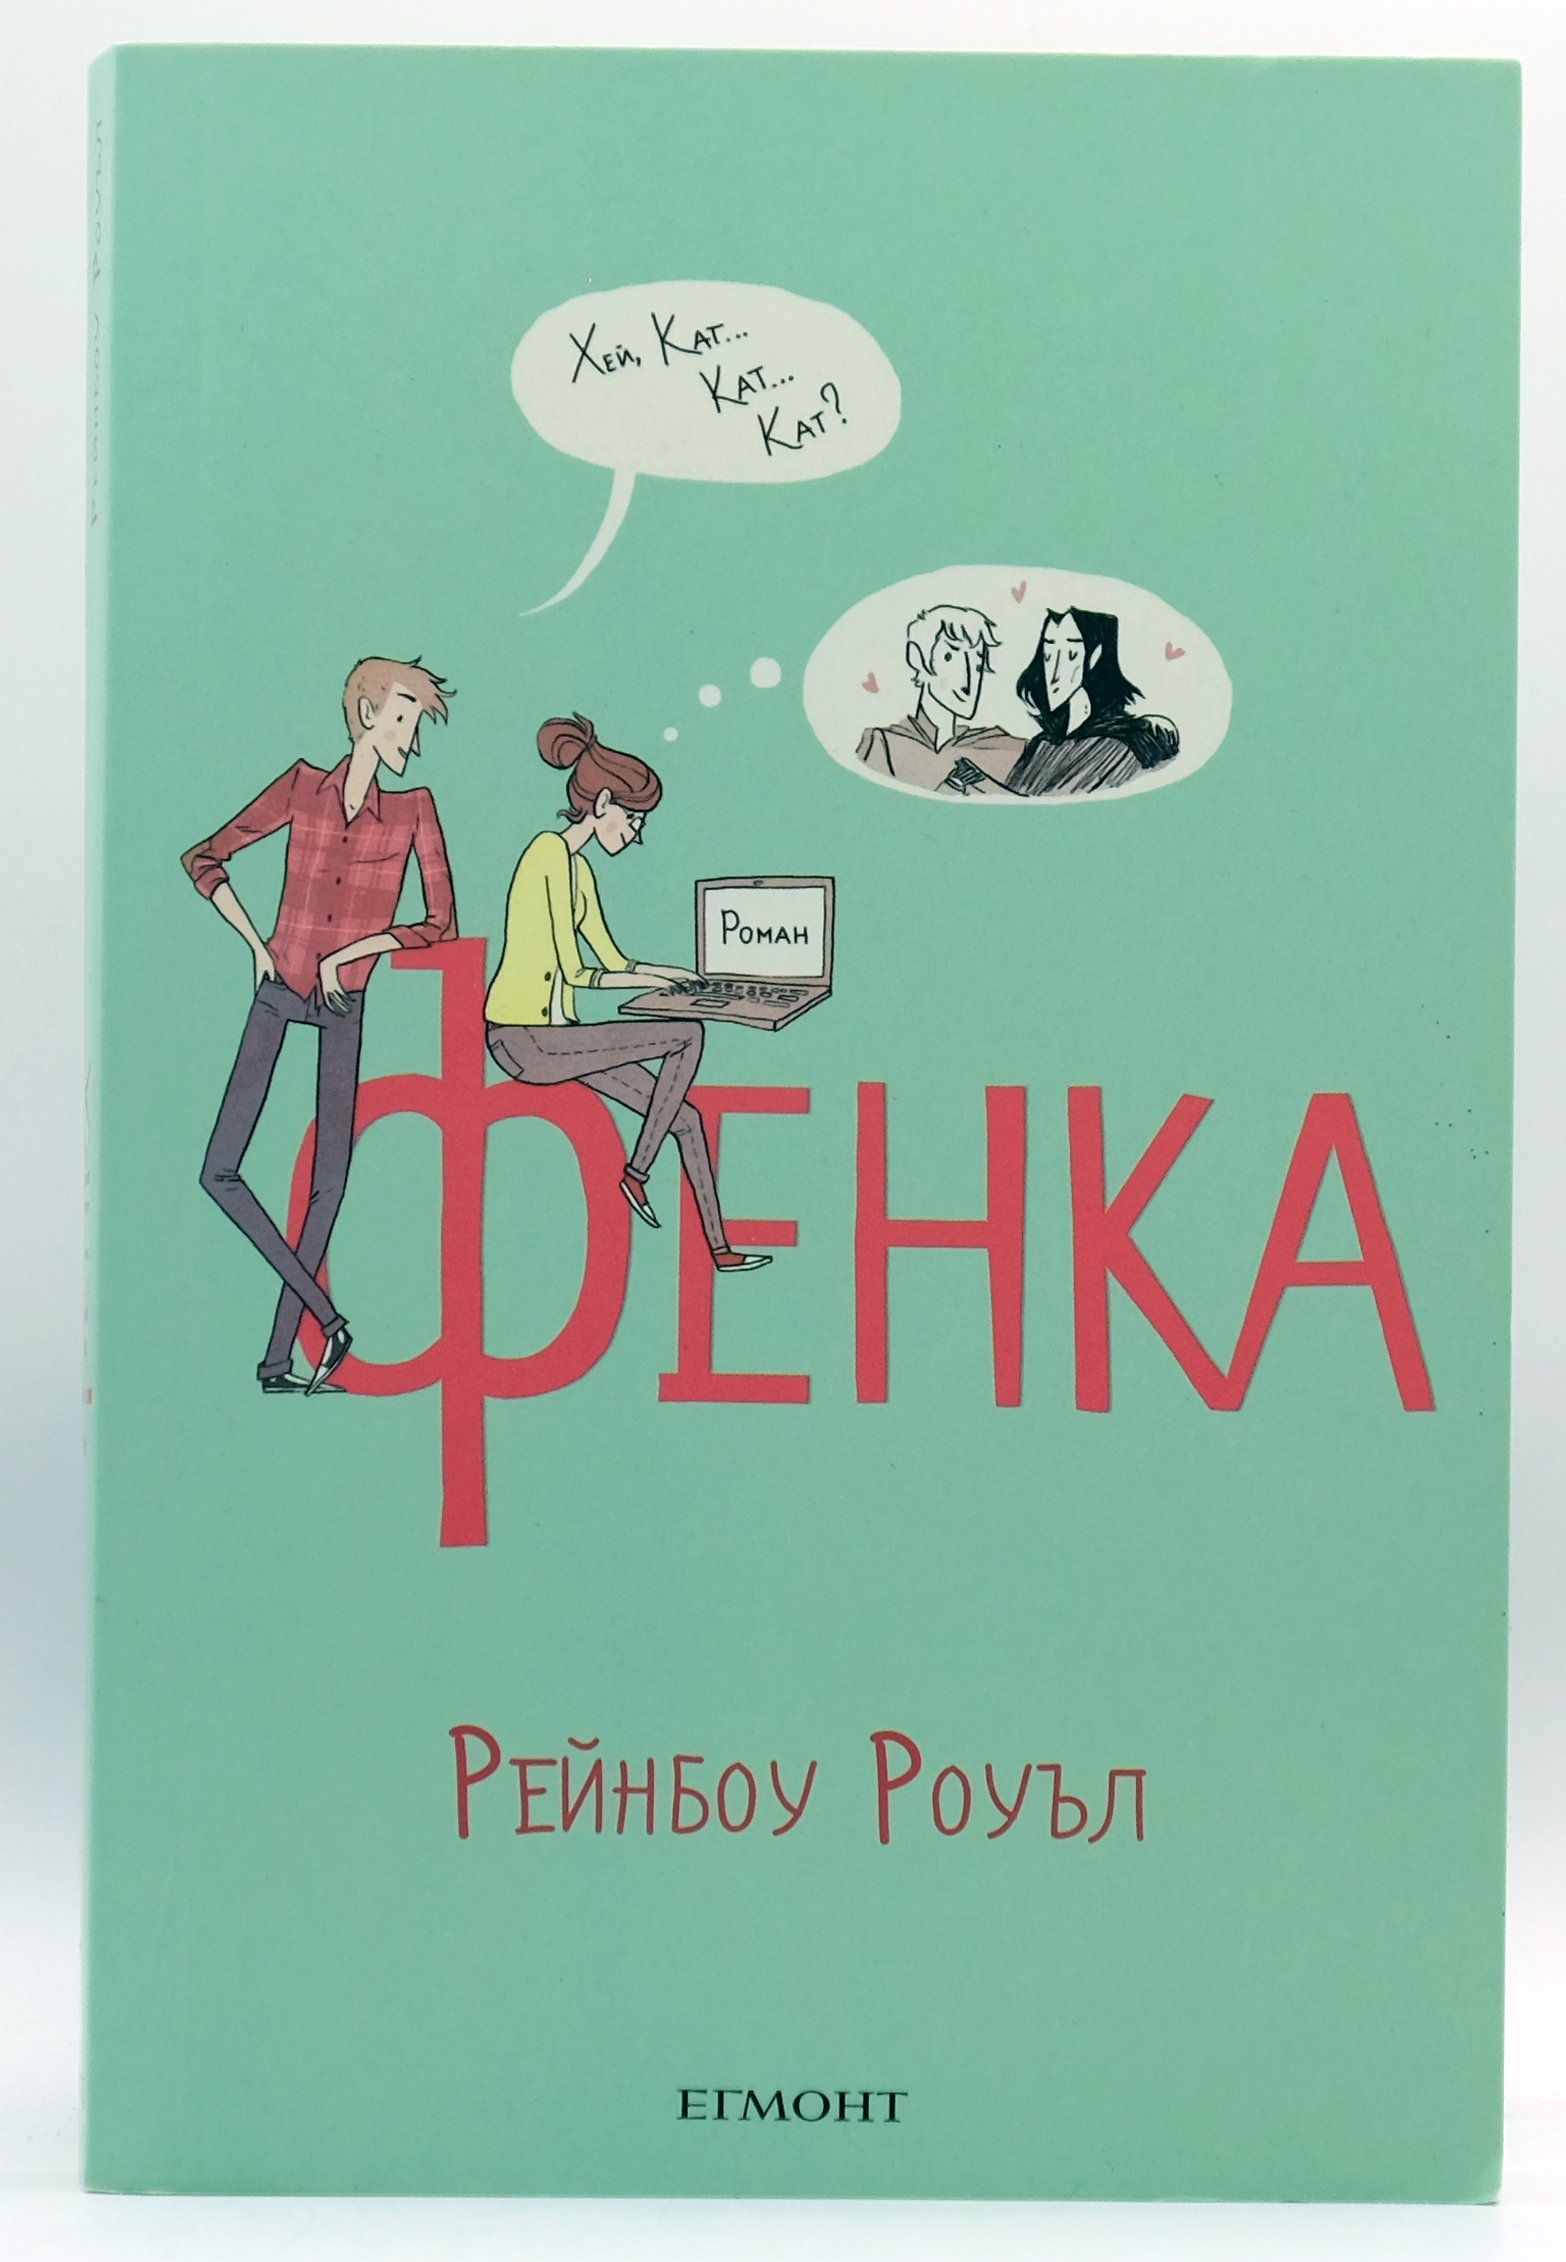 Хей, Кат...
Кат...
Кат?
Роман
ФЕНКА
Рейнбоу Роуъл
ЕГМОНТ